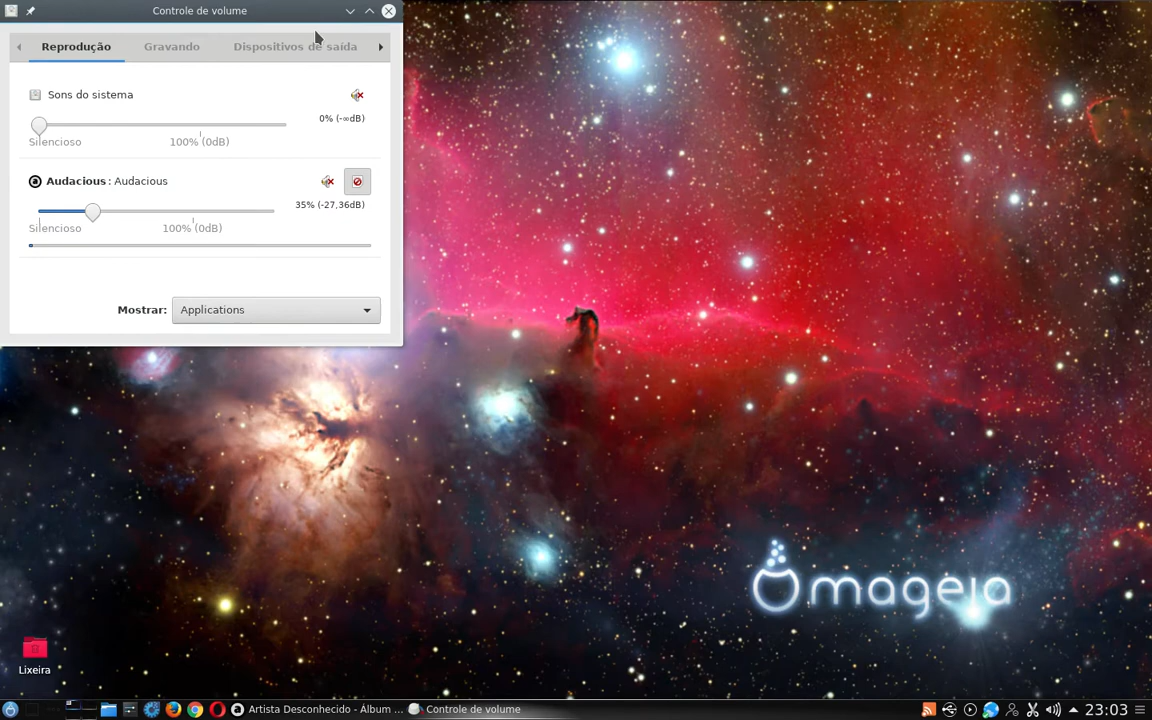 Controle de volume
Reprodução
Gravando
Dispositivos de saída
Sons do sistema
0% (-∞dB)
Silencioso
100% (0dB)
Audacious: Audacious
35% (-27,36dB)
Silencioso
100% (0dB)
Mostrar:
Applications
mageia
Lixeira
Artista Desconhecido - Álbum ...
Controle de volume
23:03